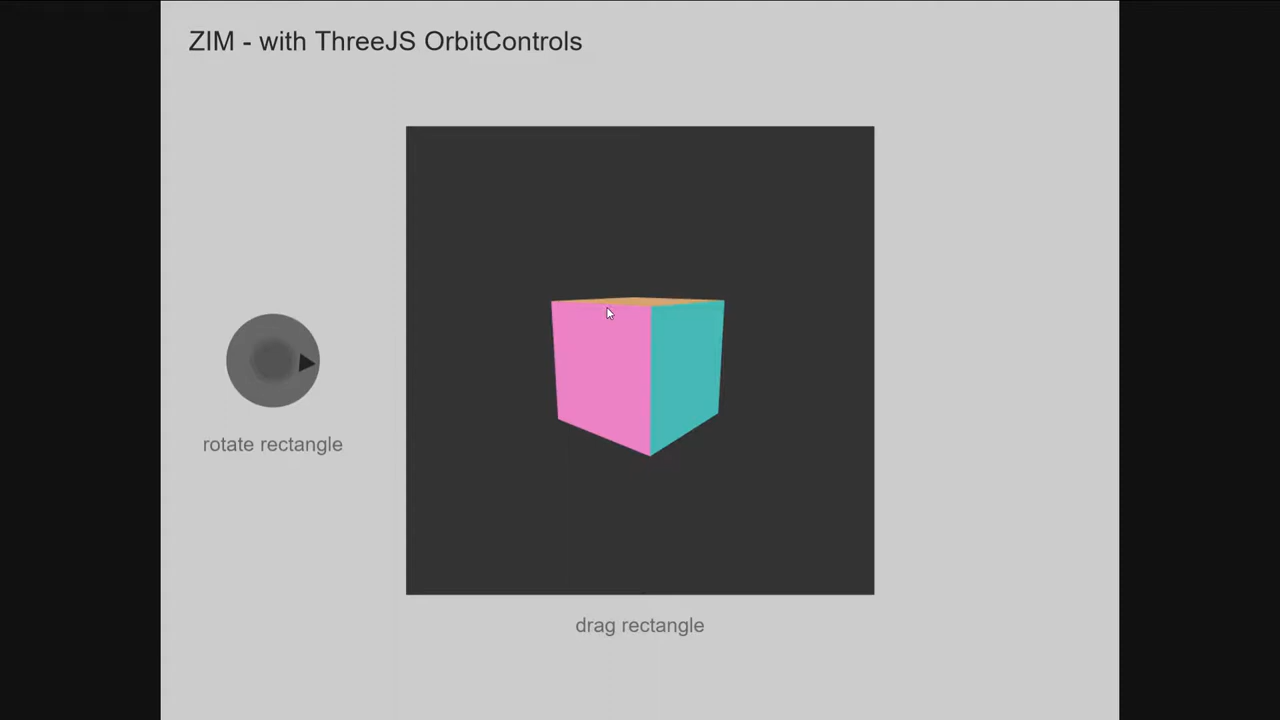 ZIM - with ThreeJS OrbitControls
rotate rectangle
drag rectangle